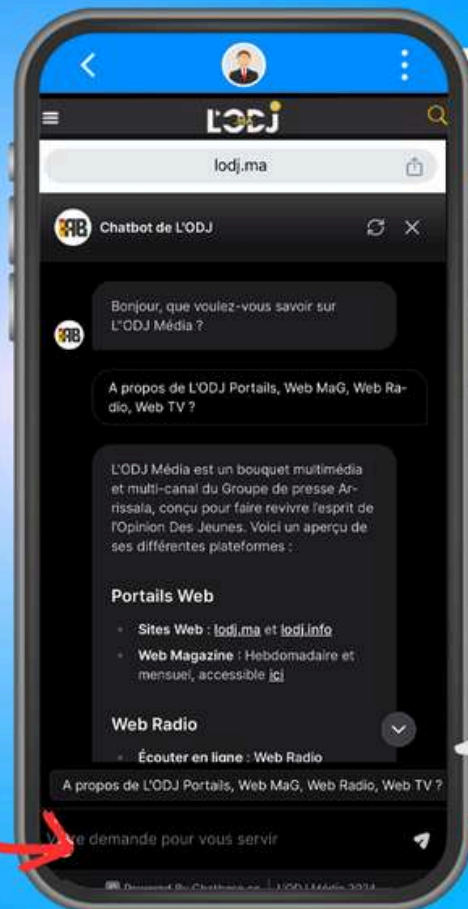 L'ODJ
lodj.ma
Chatbot de L'ODJ
Bonjour, que voulez-vous savoir sur
L"ODJ Média ?
A propos de L'ODJ Portails, Web MaG, Web Ra-
dio, Web TV ?
L'ODJ Média est un bouquet multimédia
et multi-canal du Groupe de presse Ar-
rissala, conçu pour faire revivre l'esprit de
l'Opinion Des Jeunes. Voici un aperçu de
ses différentes plateformes :
Portails Web
Sites Web : lodj.ma et lodj.info
Web Magazine : Hebdomadaire et
mensuel, accessible ici
Web Radio
Écouter en ligne : Web Radio
A propos de L'ODJ Portails, Web MaG, Web Radio, Web TV ?
Votre demande pour vous servir
Powered By Chatbase.co | L'ODJ Média 2024